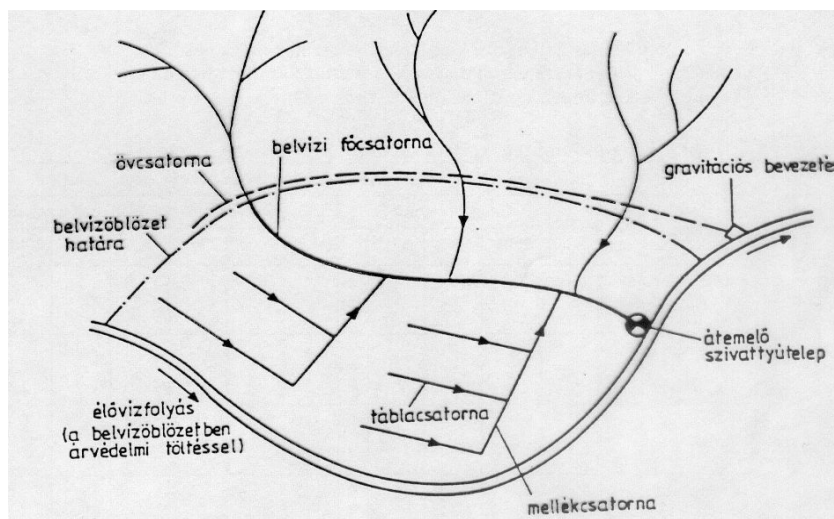 belvízi főcsatorna
övcsatorna
gravitációs bevezetés
belvízöblözet
határa
átemelő
szivattyútelep
táblacsatorna
élővízfolyás
(a belvízöblözetben
árvédelmi töltéssel)
mellékcsatorna